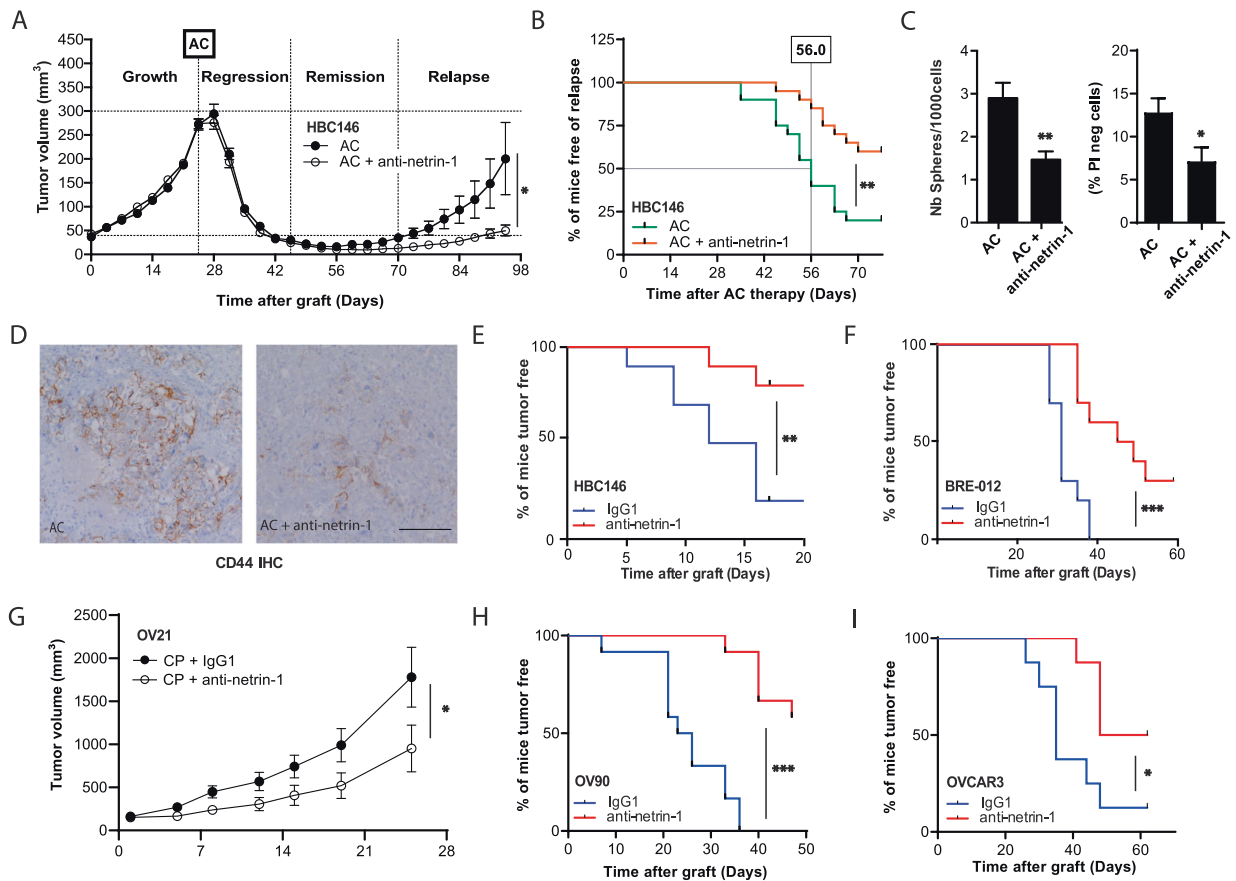 A
AC
Growth
Regression
Remission
Relapse
Tumor volume (mm³)
450
400
350
300
250
200
150
100
50
0
HBC146
AC
AC + anti-netrin-1
*
0
14
28
42
56
70
84
98
Time after graft (Days)
B
56.0
% of mice free of relapse
125
100
75
50
25
0
HBC146
AC
AC + anti-netrin-1
**
0
14
28
42
56
70
Time after AC therapy (Days)
C
Nb Spheres/1000cells
4
3
2
1
0
**
AC
AC +
anti-netrin-1
(% PI neg cells)
20
15
10
5
0
*
AC
AC +
anti-netrin-1
D
AC
AC + anti-netrin-1
CD44 IHC
E
% of mice tumor free
100
50
HBC146
IgG1
anti-netrin-1
**
0
5
10
15
20
Time after graft (Days)
F
% of mice tumor free
100
50
0
BRE-012
IgG1
anti-netrin-1
***
20
40
60
Time after graft (Days)
G
Tumor volume (mm³)
2500
2000
1500
1000
500
0
OV21
CP + IgG1
CP + anti-netrin-1
*
0
7
14
21
28
Time after graft (Days)
H
% of mice tumor free
100
50
0
OV90
IgG1
anti-netrin-1
***
0
10
20
30
40
50
Time after graft (Days)
I
% of mice tumor free
100
50
0
OVCAR3
IgG1
anti-netrin-1
*
0
20
40
60
Time after graft (Days)